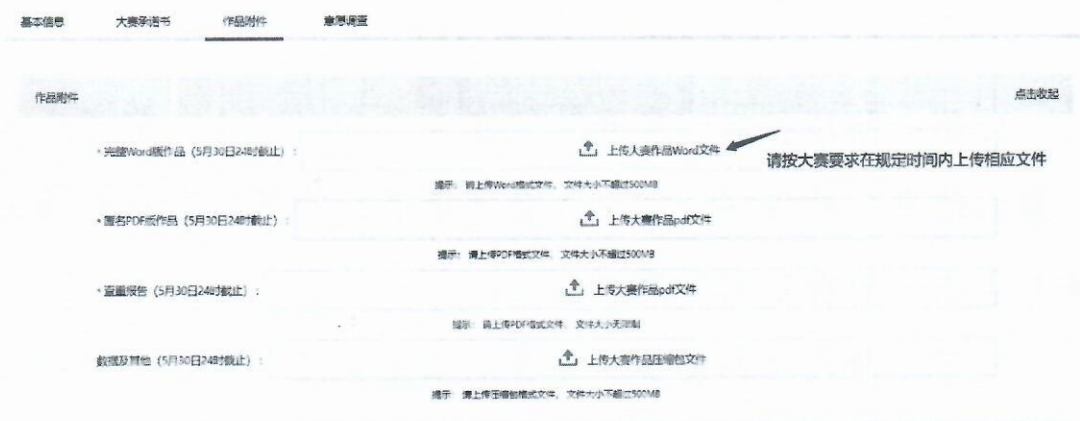 基本信息 大赛承诺书 作品附件 意愿调查
作品附件 点击收起
*完整Word版作品（5月30日24时截止）： 上传大赛作品Word文件
请按大赛要求在规定时间内上传相应文件
提示： 请上传Word格式文件， 文件大小不超过500MB
*匿名PDF版作品（5月30日24时截止）： 上传大赛作品pdf文件
提示： 请上传PDF格式文件， 文件大小不超过500MB
*查重报告（5月30日24时截止）： 上传大赛作品pdf文件
提示： 请上传PDF格式文件， 文件大小无限制
数据及其他（5月30日24时截止）： 上传大赛作品压缩包文件
提示： 请上传压缩包格式文件， 文件大小不超过500MB